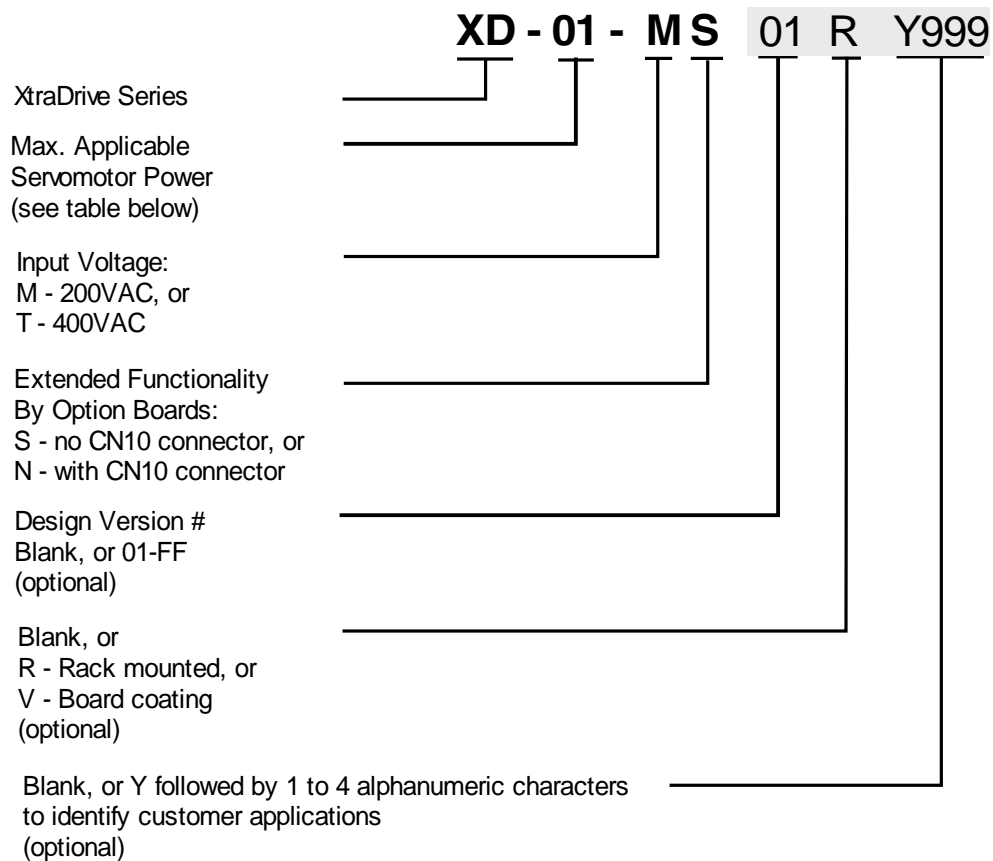 XD - 01 - M S 01 R Y999
XtraDrive Series
Max. Applicable
Servomotor Power
(see table below)
Input Voltage:
M - 200VAC, or
T - 400VAC
Extended Functionality
By Option Boards:
S - no CN10 connector, or
N - with CN10 connector
Design Version #
Blank, or 01-FF
(optional)
Blank, or
R - Rack mounted, or
V - Board coating
(optional)
Blank, or Y followed by 1 to 4 alphanumeric characters
to identify customer applications
(optional)